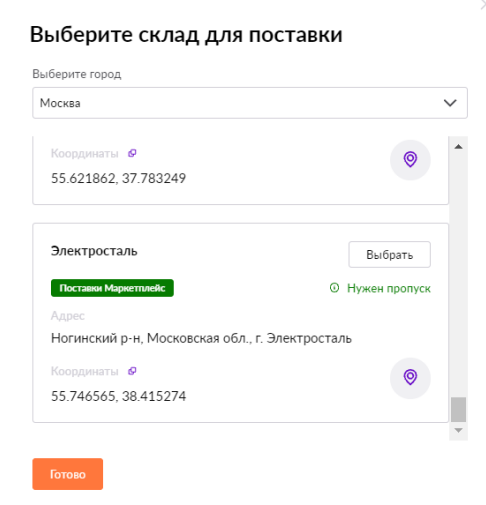 Выберите склад для поставки
Выберите город
Москва
Координаты
55.621862, 37.783249
Электросталь
Выбрать
Поставки Маркетплейс
Нужен пропуск
Адрес
Ногинский р-н, Московская обл., г. Электросталь
Координаты
55.746565, 38.415274
Готово